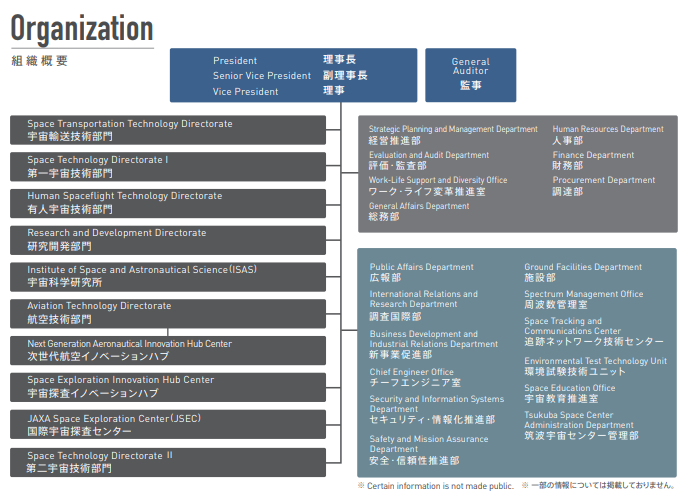 Organization
組織概要
President 理事長
Senior Vice President 副理事長
Vice President 理事
General
Auditor
監事
Space Transportation Technology Directorate
宇宙輸送技術部門
Space Technology Directorate I
第一宇宙技術部門
Human Spaceflight Technology Directorate
有人宇宙技術部門
Research and Development Directorate
研究開発部門
Institute of Space and Astronautical Science(ISAS)
宇宙科学研究所
Aviation Technology Directorate
航空技術部門
Next Generation Aeronautical Innovation Hub Center
次世代航空イノベーションハブ
Space Exploration Innovation Hub Center
宇宙探査イノベーションハブ
JAXA Space Exploration Center(JSEC)
国際宇宙探査センター
Space Technology Directorate II
第二宇宙技術部門
Strategic Planning and Management Department
経営推進部
Evaluation and Audit Department
評価・監査部
Work-Life Support and Diversity Office
ワーク・ライフ変革推進室
General Affairs Department
総務部
Human Resources Department
人事部
Finance Department
財務部
Procurement Department
調達部
Public Affairs Department
広報部
International Relations and
Research Department
調査国際部
Business Development and
Industrial Relations Department
新事業促進部
Chief Engineer Office
チーフエンジニア室
Security and Information Systems
Department
セキュリティ・情報化推進部
Safety and Mission Assurance
Department
安全・信頼性推進部
Ground Facilities Department
施設部
Spectrum Management Office
周波数管理室
Space Tracking and
Communications Center
追跡ネットワーク技術センター
Environmental Test Technology Unit
環境試験技術ユニット
Space Education Office
宇宙教育推進室
Tsukuba Space Center
Administration Department
筑波宇宙センター管理部
※ Certain information is not made public. ※ 一部の情報については掲載しておりません。